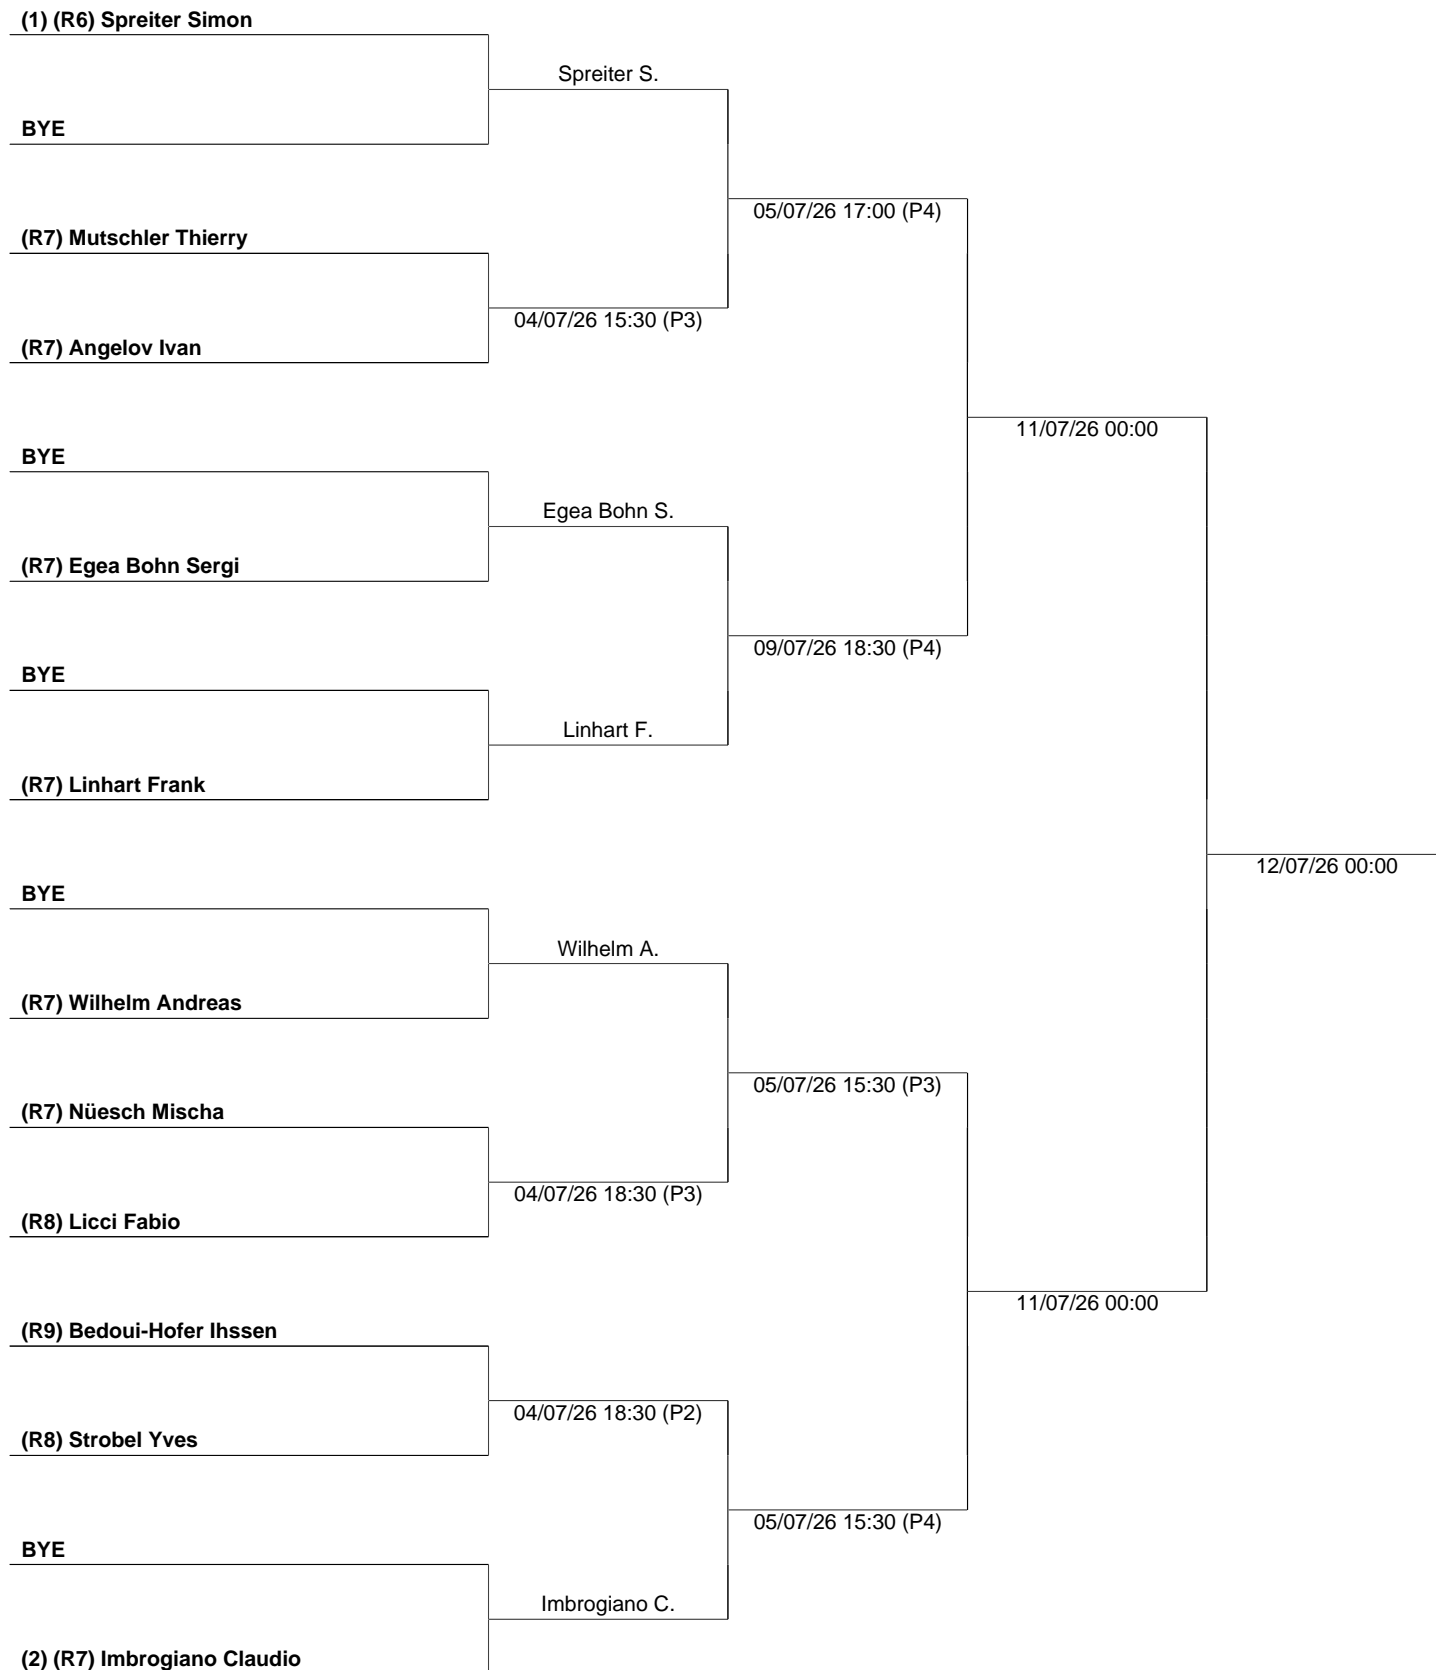 (1) (R6) Spreiter Simon
Spreiter S.
BYE
05/07/26 17:00 (P4)
(R7) Mutschler Thierry
04/07/26 15:30 (P3)
(R7) Angelov Ivan
11/07/26 00:00
BYE
Egea Bohn S.
(R7) Egea Bohn Sergi
09/07/26 18:30 (P4)
BYE
Linhart F.
(R7) Linhart Frank
12/07/26 00:00
BYE
Wilhelm A.
(R7) Wilhelm Andreas
05/07/26 15:30 (P3)
(R7) Nüesch Mischa
04/07/26 18:30 (P3)
(R8) Licci Fabio
11/07/26 00:00
(R9) Bedoui-Hofer Ihssen
04/07/26 18:30 (P2)
(R8) Strobel Yves
05/07/26 15:30 (P4)
BYE
Imbrogiano C.
(2) (R7) Imbrogiano Claudio